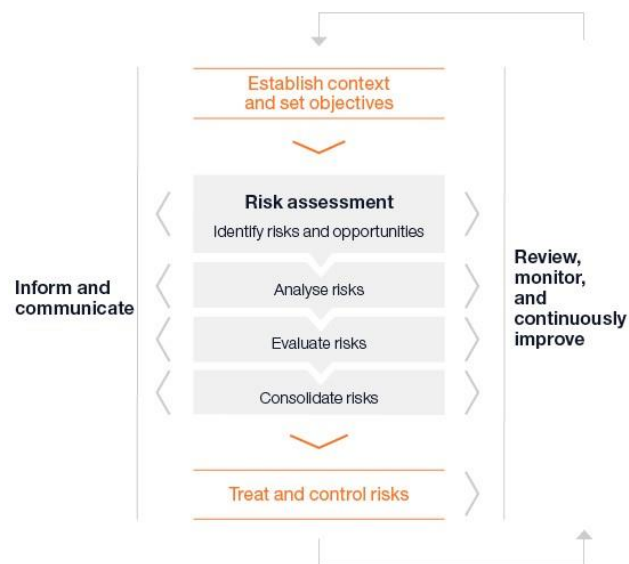 Establish context
and set objectives
Risk assessment
Identify risks and opportunities
Analyse risks
Evaluate risks
Consolidate risks
Treat and control risks
Inform and
communicate
Review,
monitor,
and
continuously
improve